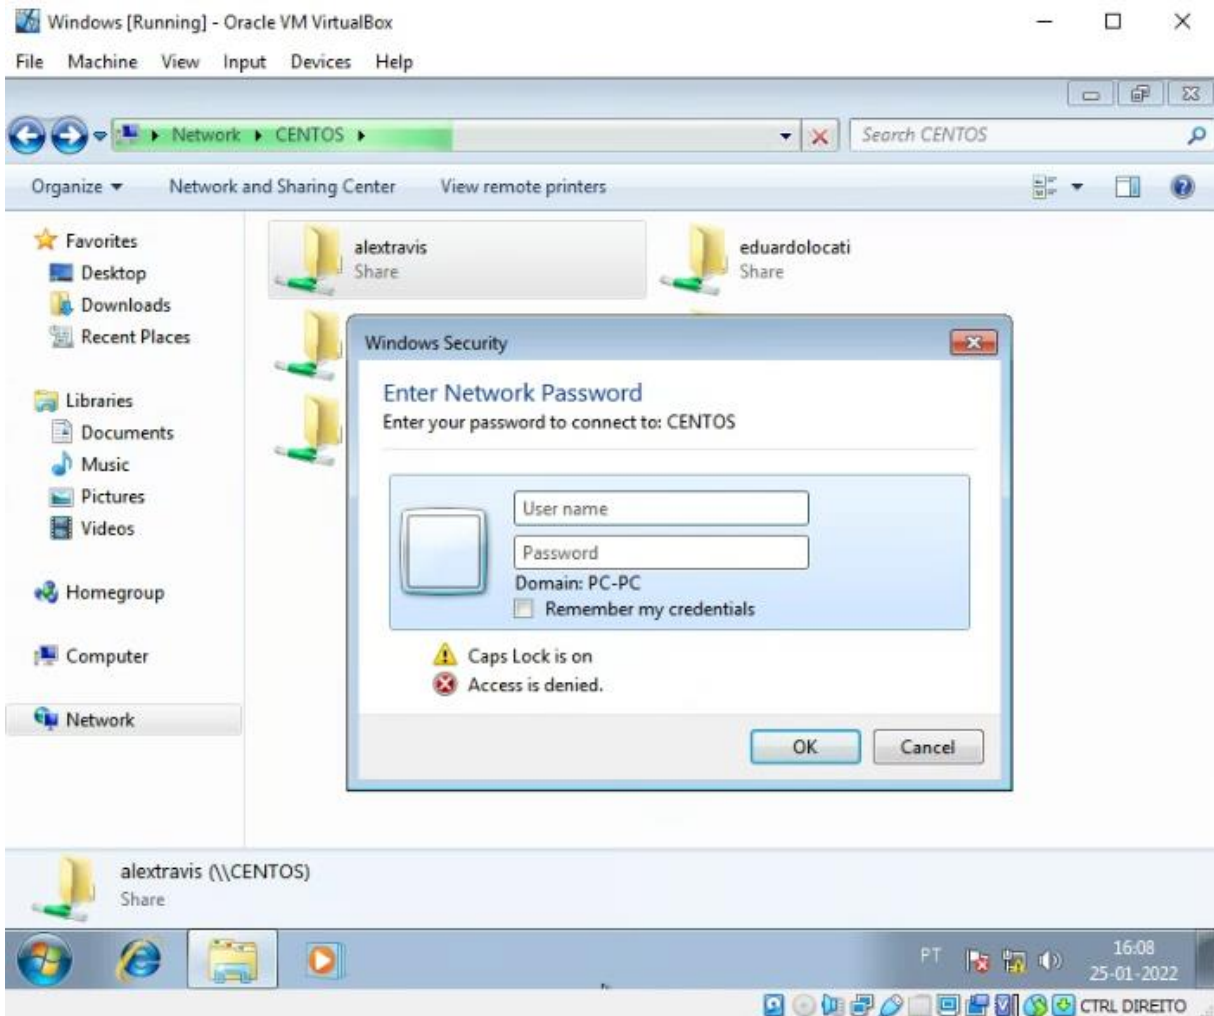 Windows [Running] - Oracle VM VirtualBox
File Machine View Input Devices Help
Network CENTOS
Search CENTOS
Organize Network and Sharing Center View remote printers
Favorites
Desktop
Downloads
Recent Places
Libraries
Documents
Music
Pictures
Videos
Homegroup
Computer
Network
alextravis
Share
eduardolocati
Share
Windows Security
Enter Network Password
Enter your password to connect to: CENTOS
User name
Password
Domain: PC-PC
Remember my credentials
Caps Lock is on
Access is denied.
OK Cancel
alextravis (\\CENTOS)
Share
PT
16:08
25-01-2022
CTRL DIREITO